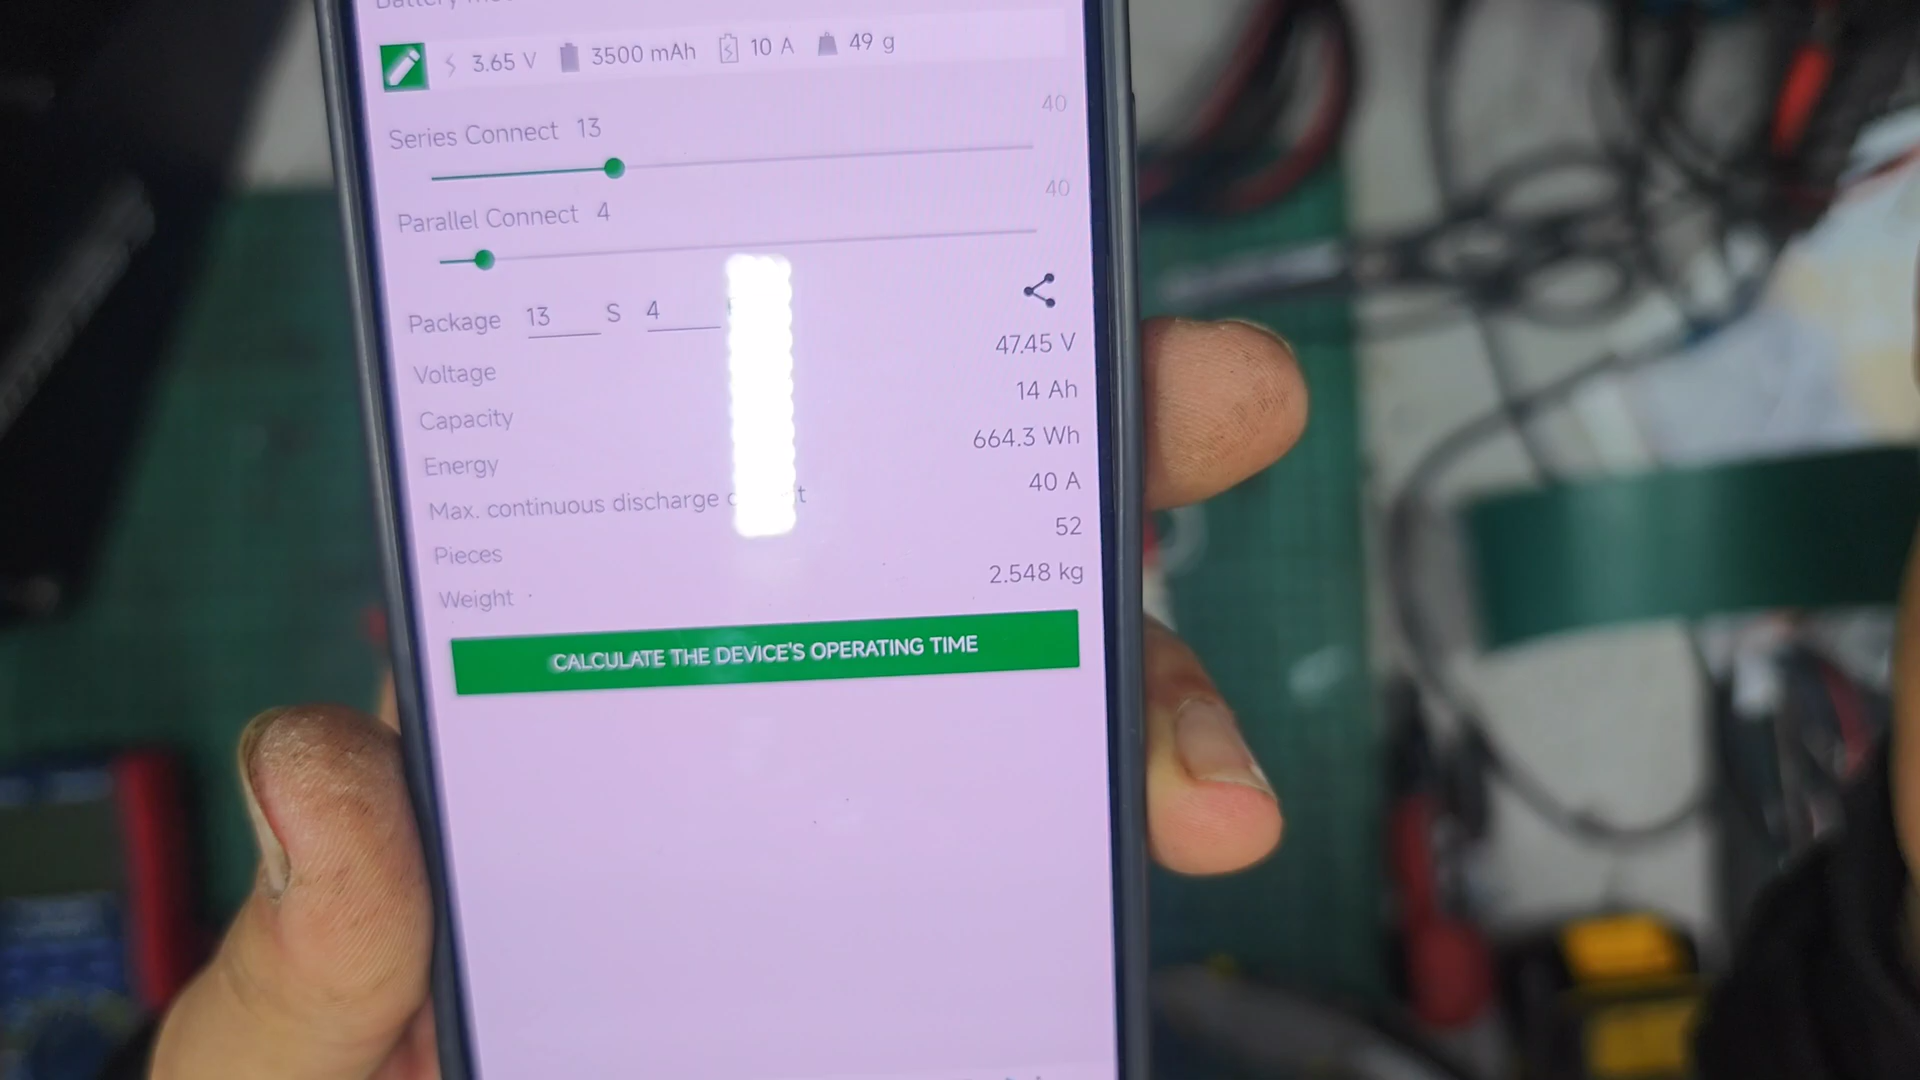 Battery
3.65 V 3500 mAh 10 A 49 g
40
Series Connect 13
40
Parallel Connect 4
Package 13 S 4
Voltage 47.45 V
Capacity 14 Ah
Energy 664.3 Wh
Max. continuous discharge 40 A
Pieces 52
Weight 2.548 kg
CALCULATE THE DEVICE'S OPERATING TIME